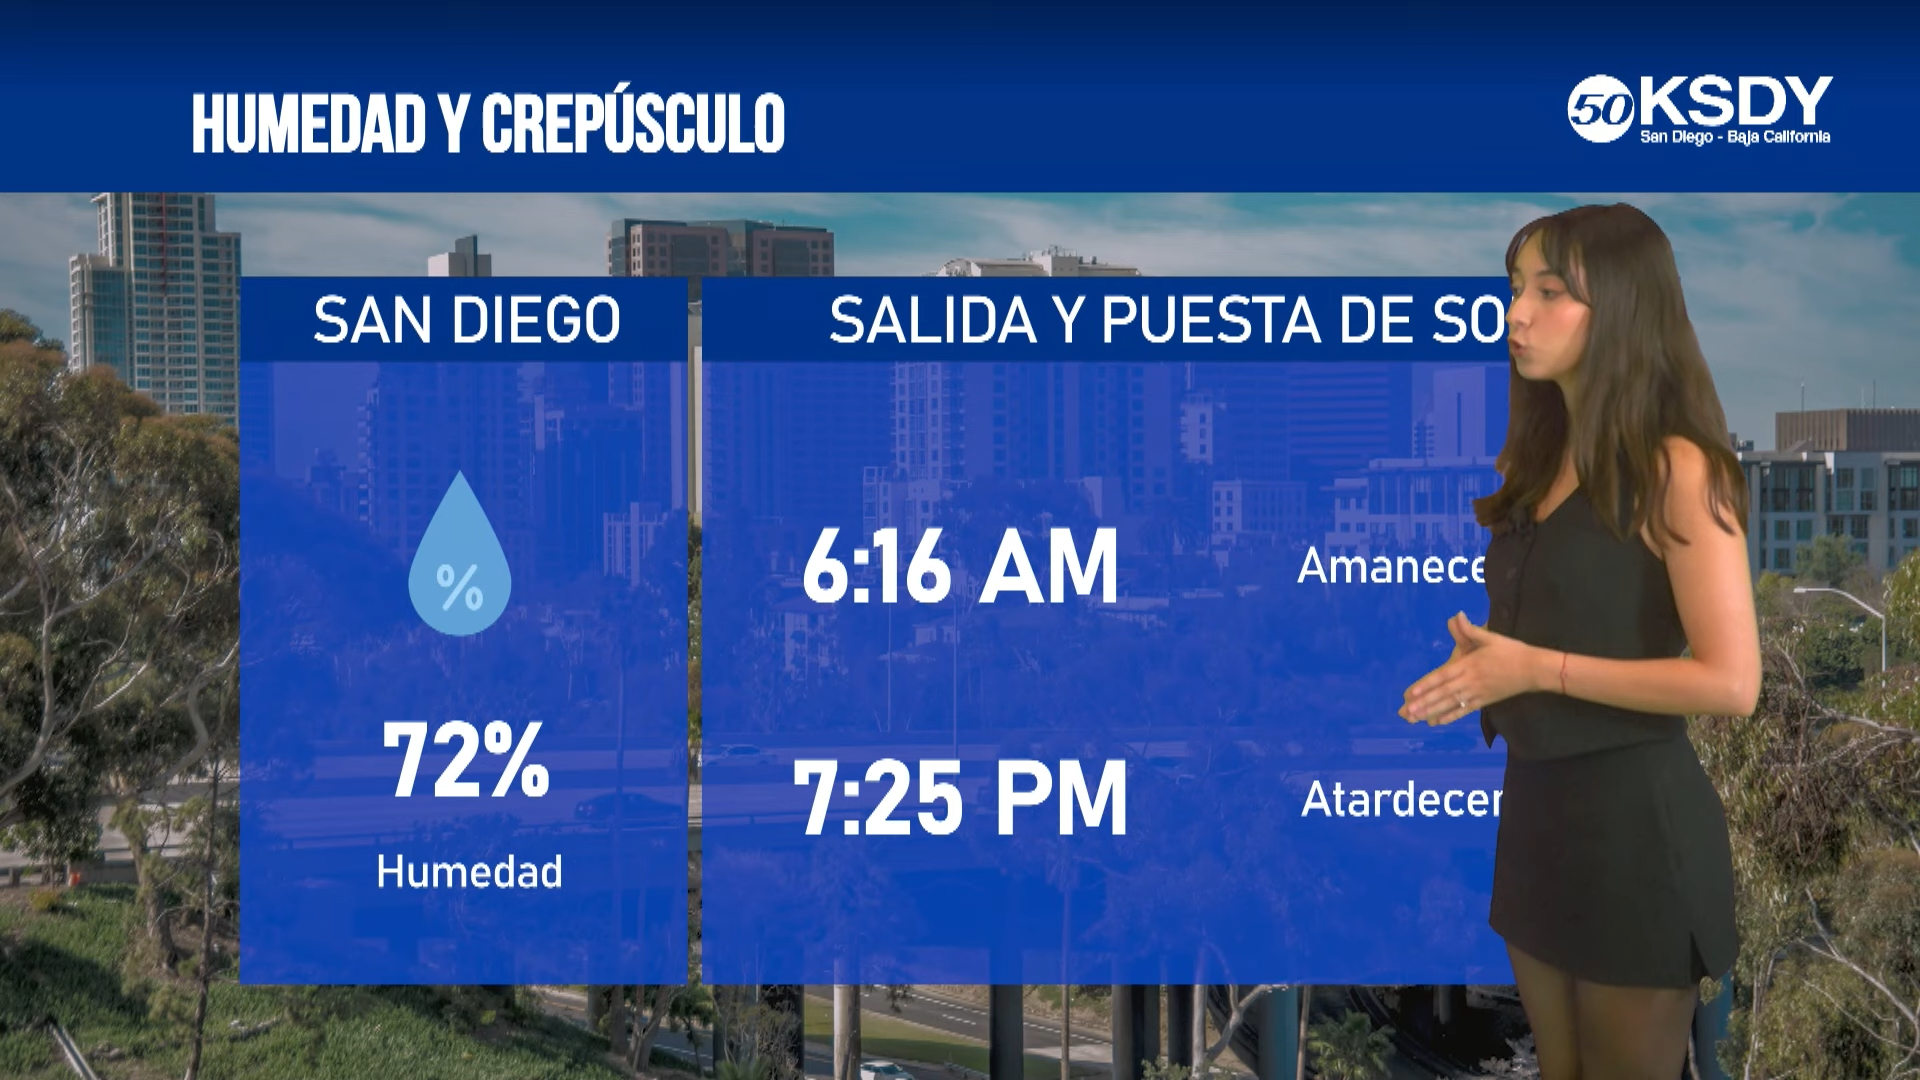 HUMEDAD Y CREPÚSCULO
50 KSDY
San Diego - Baja California
SAN DIEGO
%
72%
Humedad
SALIDA Y PUESTA DE SO
6:16 AM Amanece
7:25 PM Atardecer